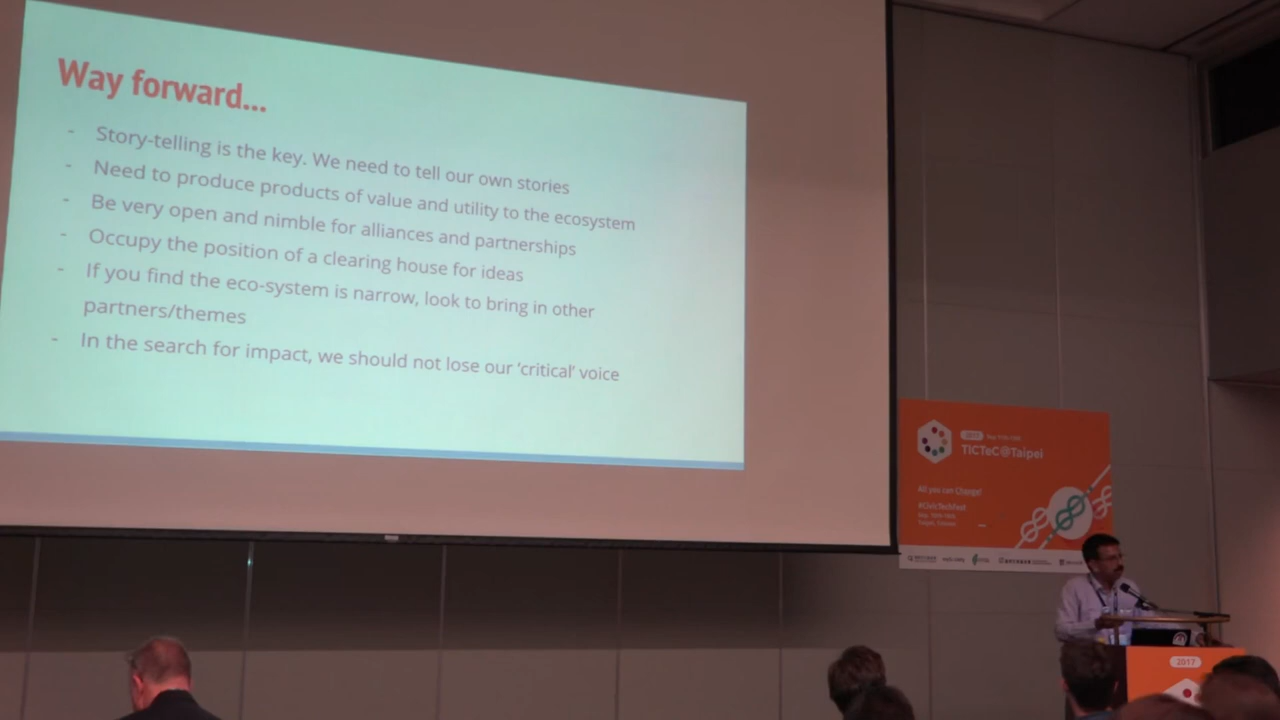 Way forward...
- Story-telling is the key. We need to tell our own stories
- Need to produce products of value and utility to the ecosystem
- Be very open and nimble for alliances and partnerships
- Occupy the position of a clearing house for ideas
- If you find the eco-system is narrow, look to bring in other
partners/themes
- In the search for impact, we should not lose our 'critical' voice
2017
TICTeC@Taipei
All you can Change!
#CivicTechFest
Taipei, Taiwan
2017